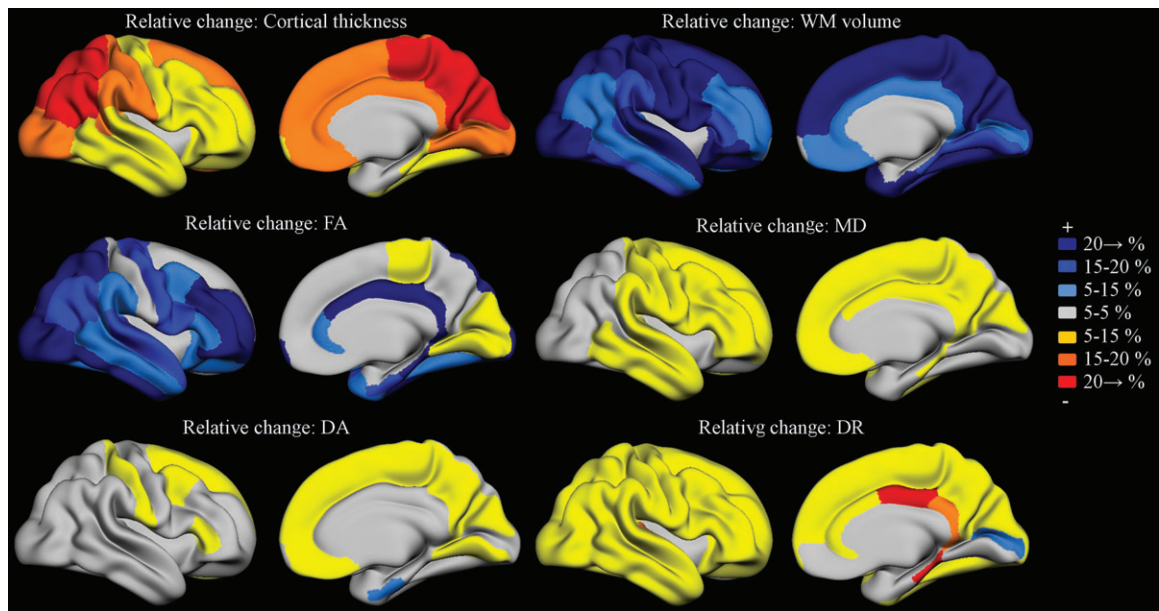 Relative change: Cortical thickness
Relative change: WM volume
Relative change: FA
Relative change: MD
+
20→ %
15-20 %
5-15 %
5-5 %
5-15 %
15-20 %
20→ %
-
Relative change: DA
Relativg change: DR